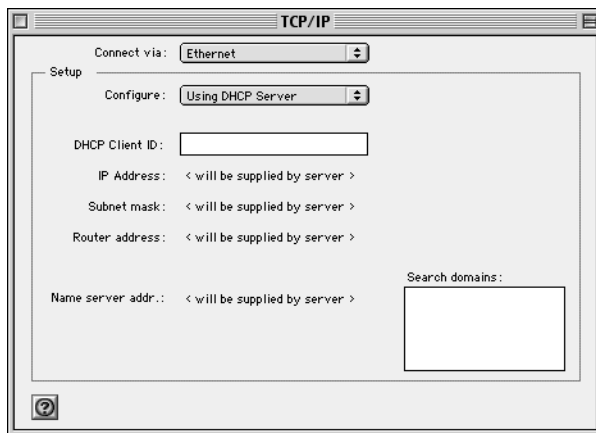 TCP/IP
Connect via: Ethernet
Setup
Configure: Using DHCP Server
DHCP Client ID:
IP Address: < will be supplied by server >
Subnet mask: < will be supplied by server >
Router address: < will be supplied by server >
Search domains:
Name server addr.: < will be supplied by server >
?